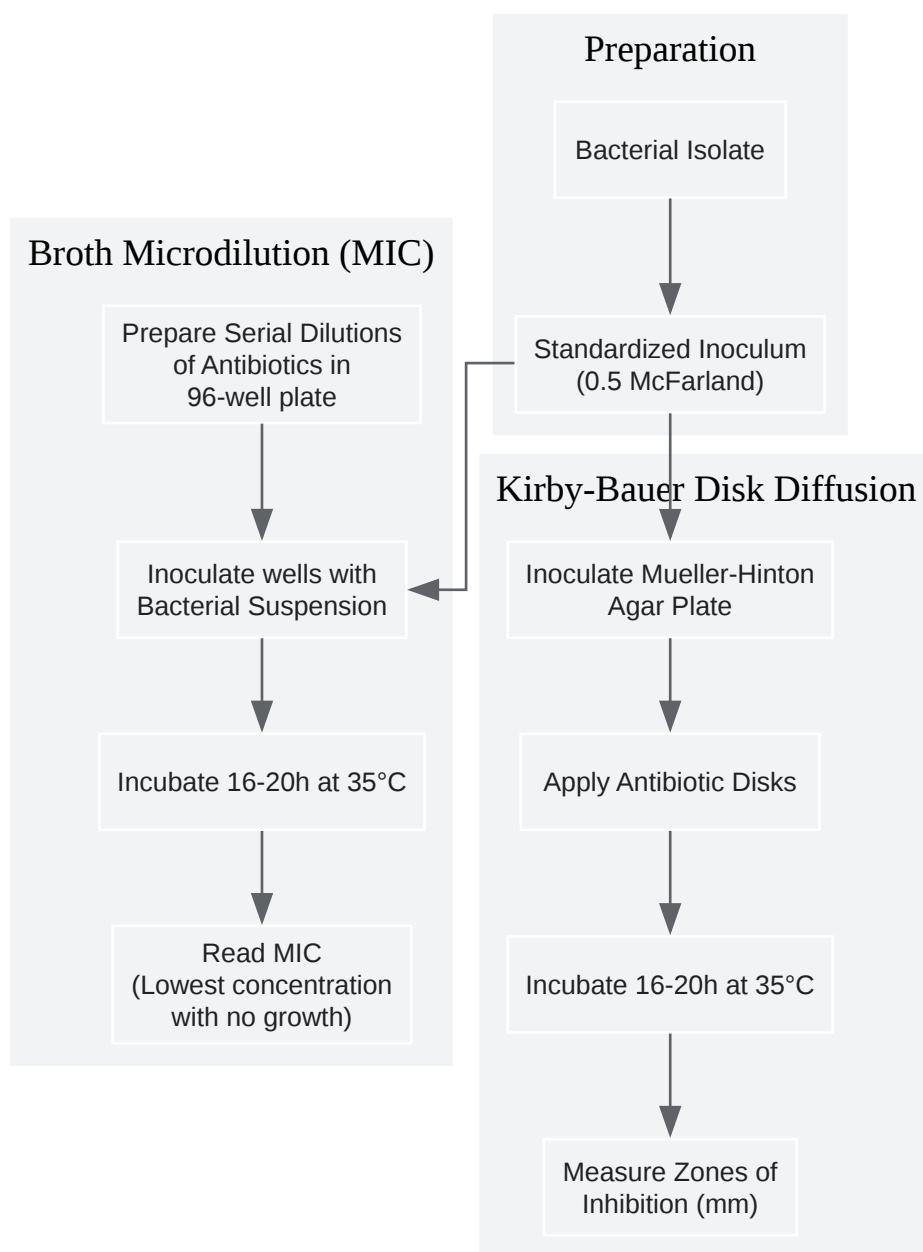 Preparation
Bacterial Isolate
Standardized Inoculum
(0.5 McFarland)
Broth Microdilution (MIC)
Prepare Serial Dilutions
of Antibiotics in
96-well plate
Inoculate wells with
Bacterial Suspension
Incubate 16-20h at 35°C
Read MIC
(Lowest concentration
with no growth)
Kirby-Bauer Disk Diffusion
Inoculate Mueller-Hinton
Agar Plate
Apply Antibiotic Disks
Incubate 16-20h at 35°C
Measure Zones of
Inhibition (mm)